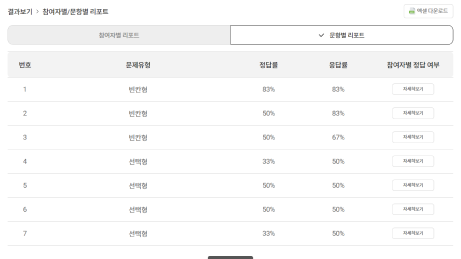 결과보기 > 참여자별/문항별 리포트
엑셀 다운로드
참여자별 리포트
문항별 리포트
번호 문제유형 정답률 응답률 참여자별 정답 여부
1 빈칸형 83% 83% 자세히보기
2 빈칸형 50% 83% 자세히보기
3 빈칸형 50% 67% 자세히보기
4 선택형 33% 50% 자세히보기
5 선택형 50% 50% 자세히보기
6 선택형 50% 50% 자세히보기
7 선택형 33% 50% 자세히보기